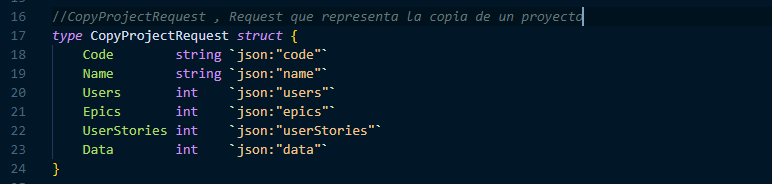 16 //CopyProjectRequest , Request que representa la copia de un proyecto
17 type CopyProjectRequest struct {
18 Code string `json:"code"`
19 Name string `json:"name"`
20 Users int `json:"users"`
21 Epics int `json:"epics"`
22 UserStories int `json:"userStories"`
23 Data int `json:"data"`
24 }